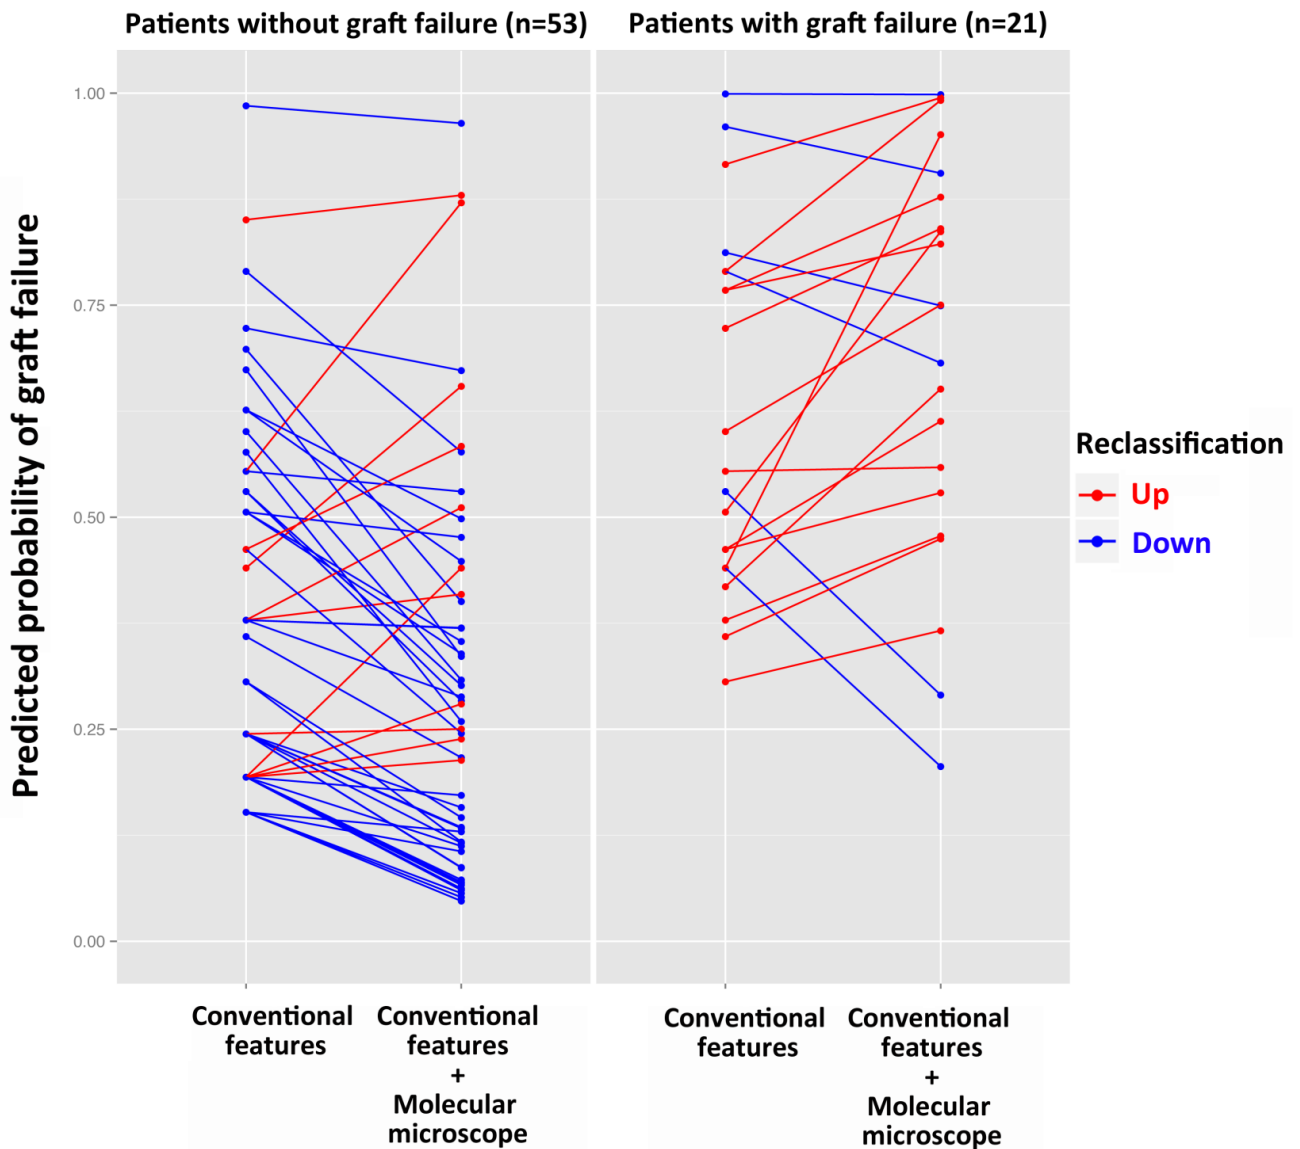 Patients without graft failure (n=53)
Patients with graft failure (n=21)
Predicted probability of graft failure
1.00
0.75
0.50
0.25
0.00
Conventional
features
Conventional
features
+
Molecular
microscope
Conventional
features
Conventional
features
+
Molecular
microscope
Reclassification
Up
Down